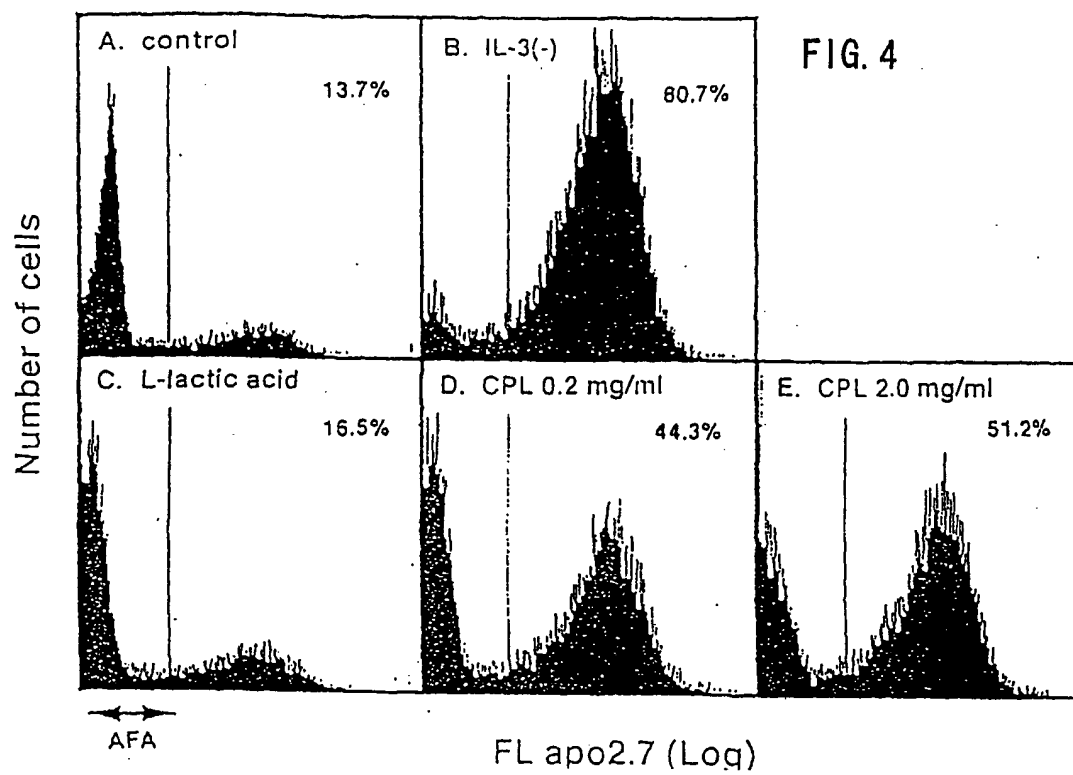 A. control
13.7%
B. IL-3(-)
80.7%
FIG. 4
Number of cells
C. L-lactic acid
16.5%
D. CPL 0.2 mg/ml
44.3%
E. CPL 2.0 mg/ml
51.2%
AFA
FL apo2.7 (Log)